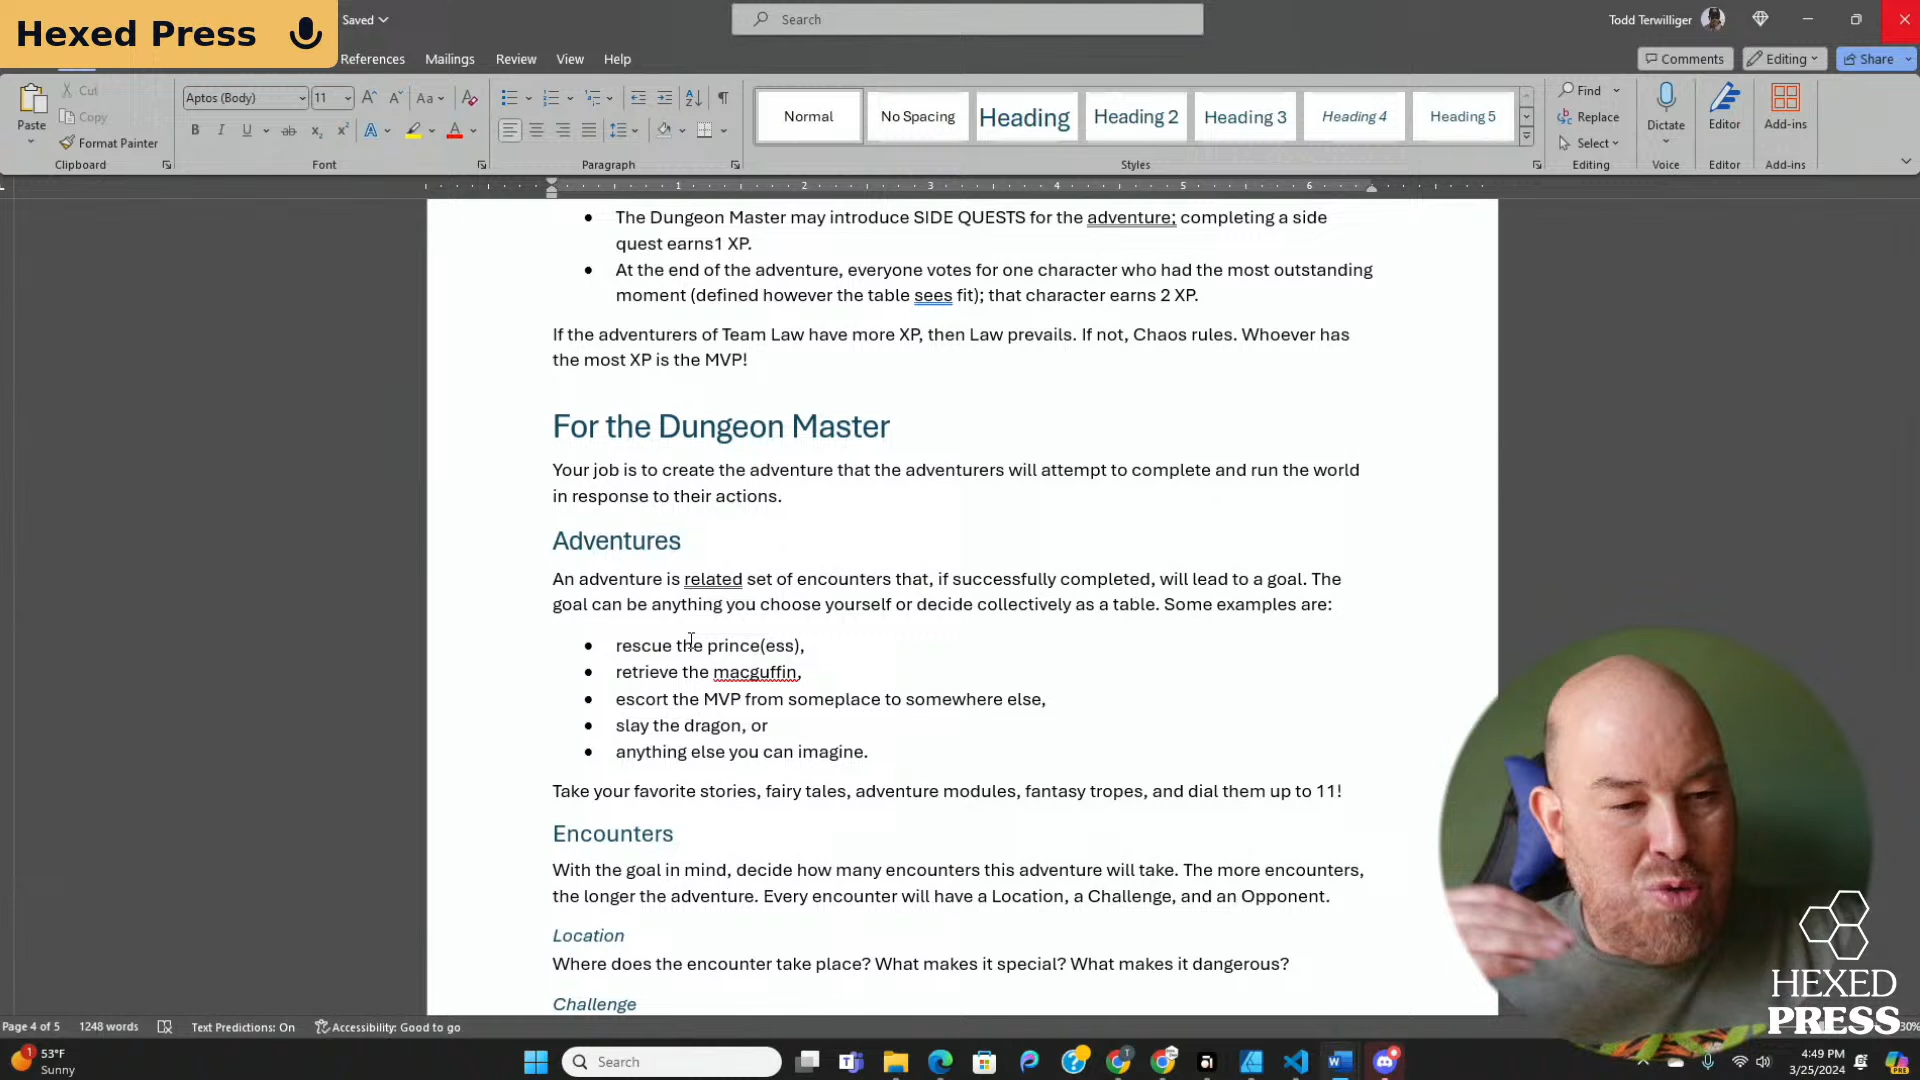 Hexed Press
Saved
Search
Todd Terwilliger
References
Mailings
Review
View
Help
Comments
Editing
Share
Paste
Cut
Copy
Format Painter
Clipboard
Aptos (Body)
11
Font
Paragraph
Normal
No Spacing
Heading
Heading 2
Heading 3
Heading 4
Heading 5
Styles
Find
Replace
Select
Editing
Dictate
Voice
Editor
Editor
Add-ins
Add-ins
1 2 3 4 5 6
• The Dungeon Master may introduce SIDE QUESTS for the adventure; completing a side
quest earns1 XP.
• At the end of the adventure, everyone votes for one character who had the most outstanding
moment (defined however the table sees fit); that character earns 2 XP.
If the adventurers of Team Law have more XP, then Law prevails. If not, Chaos rules. Whoever has
the most XP is the MVP!
For the Dungeon Master
Your job is to create the adventure that the adventurers will attempt to complete and run the world
in response to their actions.
Adventures
An adventure is related set of encounters that, if successfully completed, will lead to a goal. The
goal can be anything you choose yourself or decide collectively as a table. Some examples are:
• rescue the prince(ess),
• retrieve the macguffin,
• escort the MVP from someplace to somewhere else,
• slay the dragon, or
• anything else you can imagine.
Take your favorite stories, fairy tales, adventure modules, fantasy tropes, and dial them up to 11!
Encounters
With the goal in mind, decide how many encounters this adventure will take. The more encounters,
the longer the adventure. Every encounter will have a Location, a Challenge, and an Opponent.
Location
Where does the encounter take place? What makes it special? What makes it dangerous?
Challenge
HEXED
PRESS
Page 4 of 5
1248 words
Text Predictions: On
Accessibility: Good to go
53°F
Sunny
Search
4:49 PM
3/25/2024